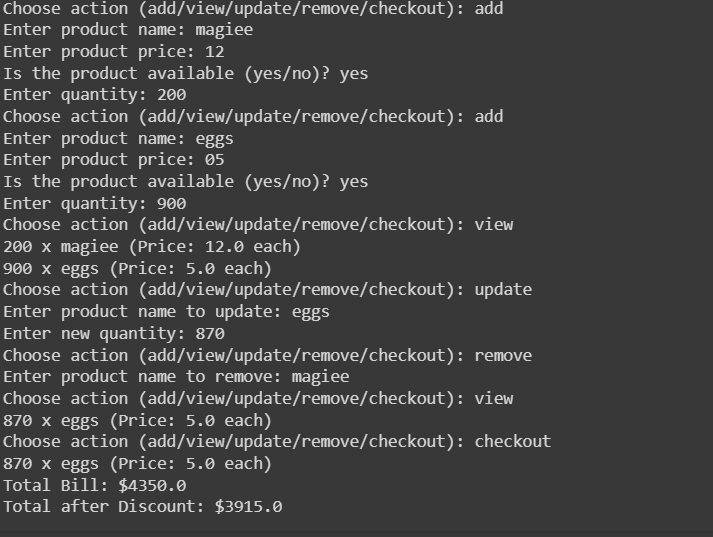 Choose action (add/view/update/remove/checkout): add
Enter product name: magiee
Enter product price: 12
Is the product available (yes/no)? yes
Enter quantity: 200
Choose action (add/view/update/remove/checkout): add
Enter product name: eggs
Enter product price: 05
Is the product available (yes/no)? yes
Enter quantity: 900
Choose action (add/view/update/remove/checkout): view
200 x magiee (Price: 12.0 each)
900 x eggs (Price: 5.0 each)
Choose action (add/view/update/remove/checkout): update
Enter product name to update: eggs
Enter new quantity: 870
Choose action (add/view/update/remove/checkout): remove
Enter product name to remove: magiee
Choose action (add/view/update/remove/checkout): view
870 x eggs (Price: 5.0 each)
Choose action (add/view/update/remove/checkout): checkout
870 x eggs (Price: 5.0 each)
Total Bill: $4350.0
Total after Discount: $3915.0